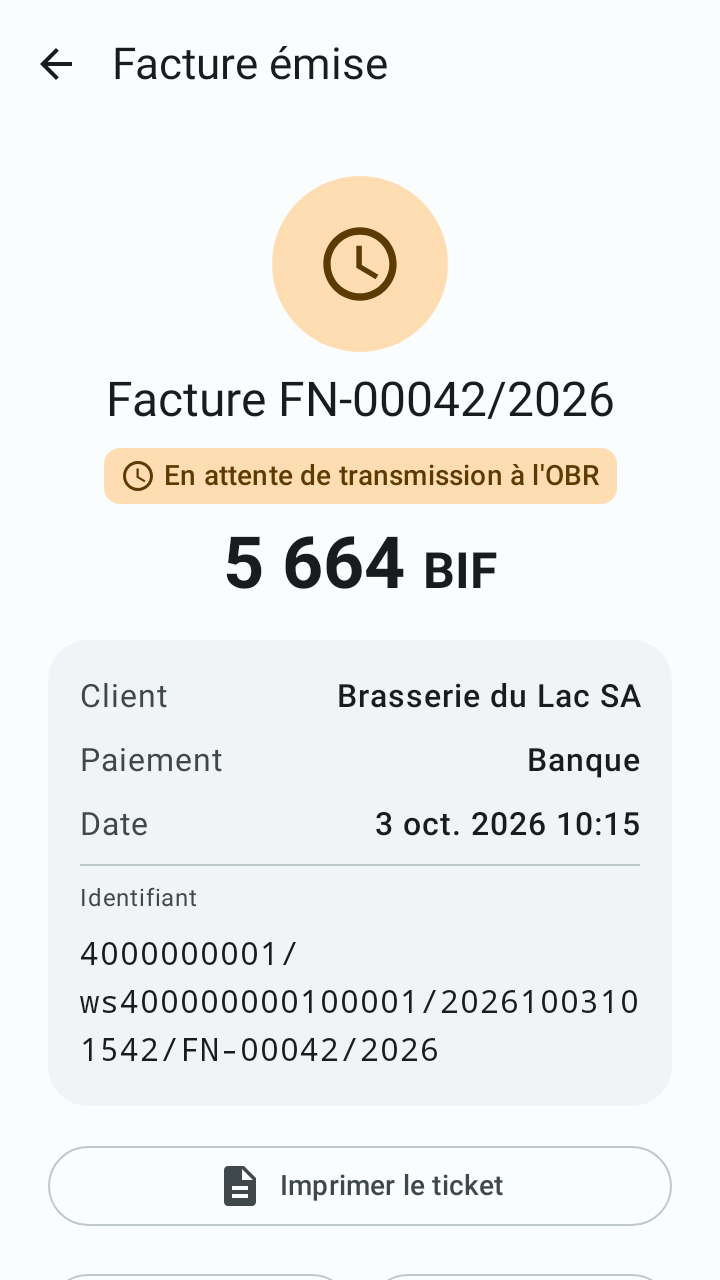 Facture émise
Facture FN-00042/2026
En attente de transmission à l'OBR
5 664 BIF
Client Brasserie du Lac SA
Paiement Banque
Date 3 oct. 2026 10:15
Identifiant
4000000001/
ws400000000100001/2026100310
1542/FN-00042/2026
Imprimer le ticket